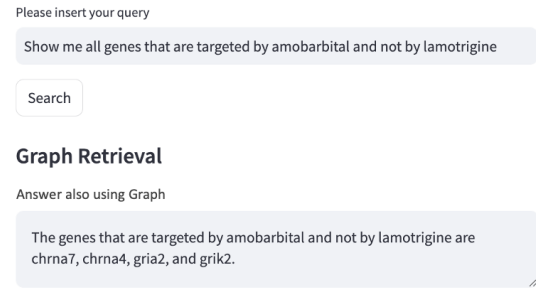 Please insert your query
Show me all genes that are targeted by amobarbital and not by lamotrigine
Search
Graph Retrieval
Answer also using Graph
The genes that are targeted by amobarbital and not by lamotrigine are
chrna7, chrna4, gria2, and grik2.